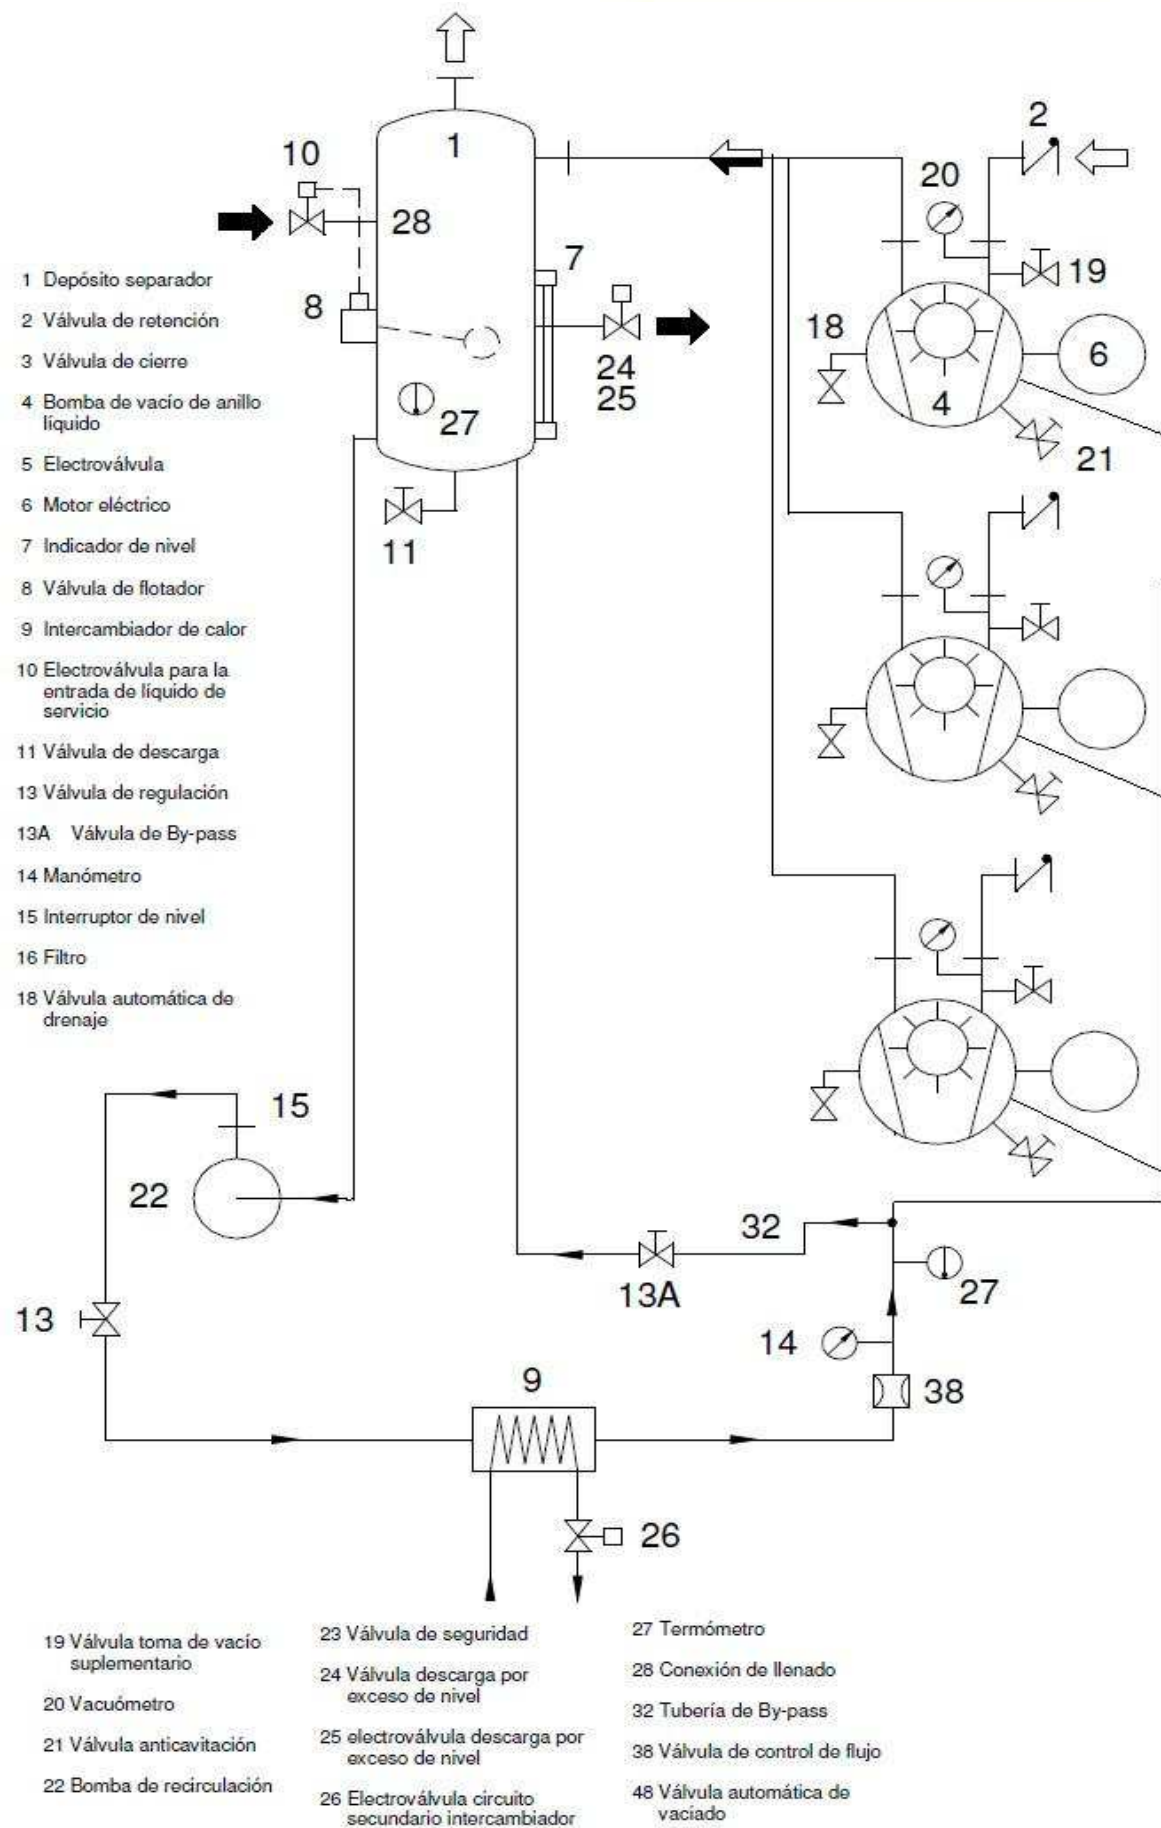 1
2
10
20
28
7
19
8
18
6
24
25
4
27
21
11
1 Depósito separador
2 Válvula de retención
3 Válvula de cierre
4 Bomba de vacío de anillo
líquido
5 Electroválvula
6 Motor eléctrico
7 Indicador de nivel
8 Válvula de flotador
9 Intercambiador de calor
10 Electroválvula para la
entrada de líquido de
servicio
11 Válvula de descarga
13 Válvula de regulación
13A Válvula de By-pass
14 Manómetro
15 Interruptor de nivel
16 Filtro
18 Válvula automática de
drenaje
15
22
32
13A
27
13
14
9
38
26
19 Válvula toma de vacío
suplementario
20 Vacuómetro
21 Válvula anticavitación
22 Bomba de recirculación
23 Válvula de seguridad
24 Válvula descarga por
exceso de nivel
25 electroválvula descarga por
exceso de nivel
26 Electroválvula circuito
secundario intercambiador
27 Termómetro
28 Conexión de llenado
32 Tubería de By-pass
38 Válvula de control de flujo
48 Válvula automática de
vaciado